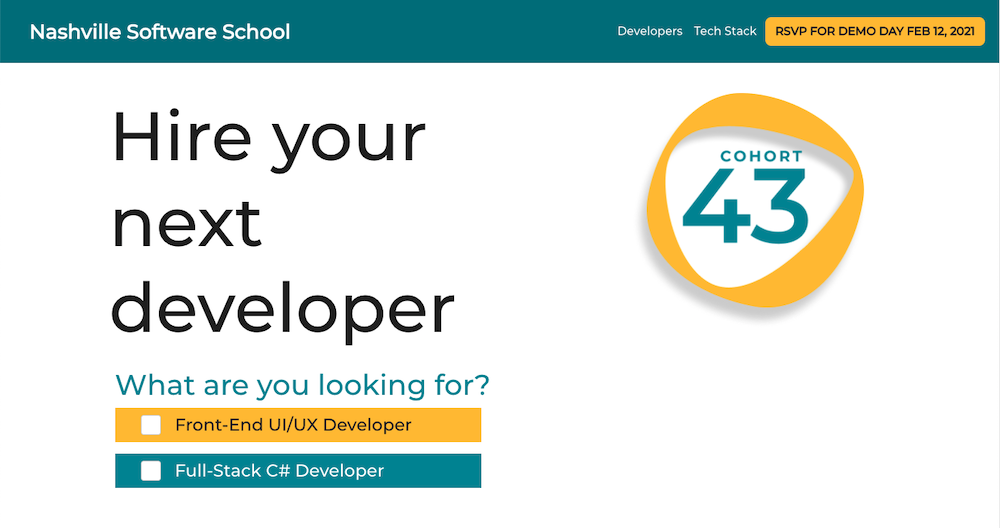 Nashville Software School
Developers Tech Stack RSVP FOR DEMO DAY FEB 12, 2021
Hire your
next
developer
COHORT
43
What are you looking for?
Front-End UI/UX Developer
Full-Stack C# Developer